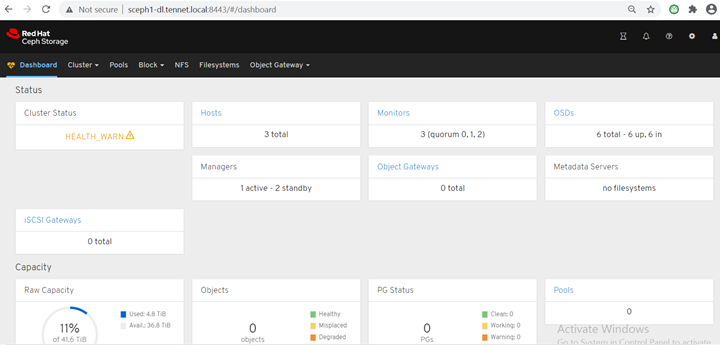 Not secure | sceph1-dl.tennet.local:8443/#/dashboard
Red Hat
Ceph Storage
Dashboard Cluster Pools Block NFS Filesystems Object Gateway
Status
Cluster Status
HEALTH_WARN
Hosts
3 total
Monitors
3 (quorum 0, 1, 2)
OSDs
6 total - 6 up, 6 in
Managers
1 active - 2 standby
Object Gateways
0 total
Metadata Servers
no filesystems
iSCSI Gateways
0 total
Capacity
Raw Capacity
11%
of 41.6 TiB
Used: 4.8 TiB
Avail.: 36.8 TiB
Objects
0
objects
Healthy
Misplaced
Degraded
PG Status
0
PGs
Clean: 0
Working: 0
Warning: 0
Pools
0
Activate Windows
Go to System in Control Panel to activate